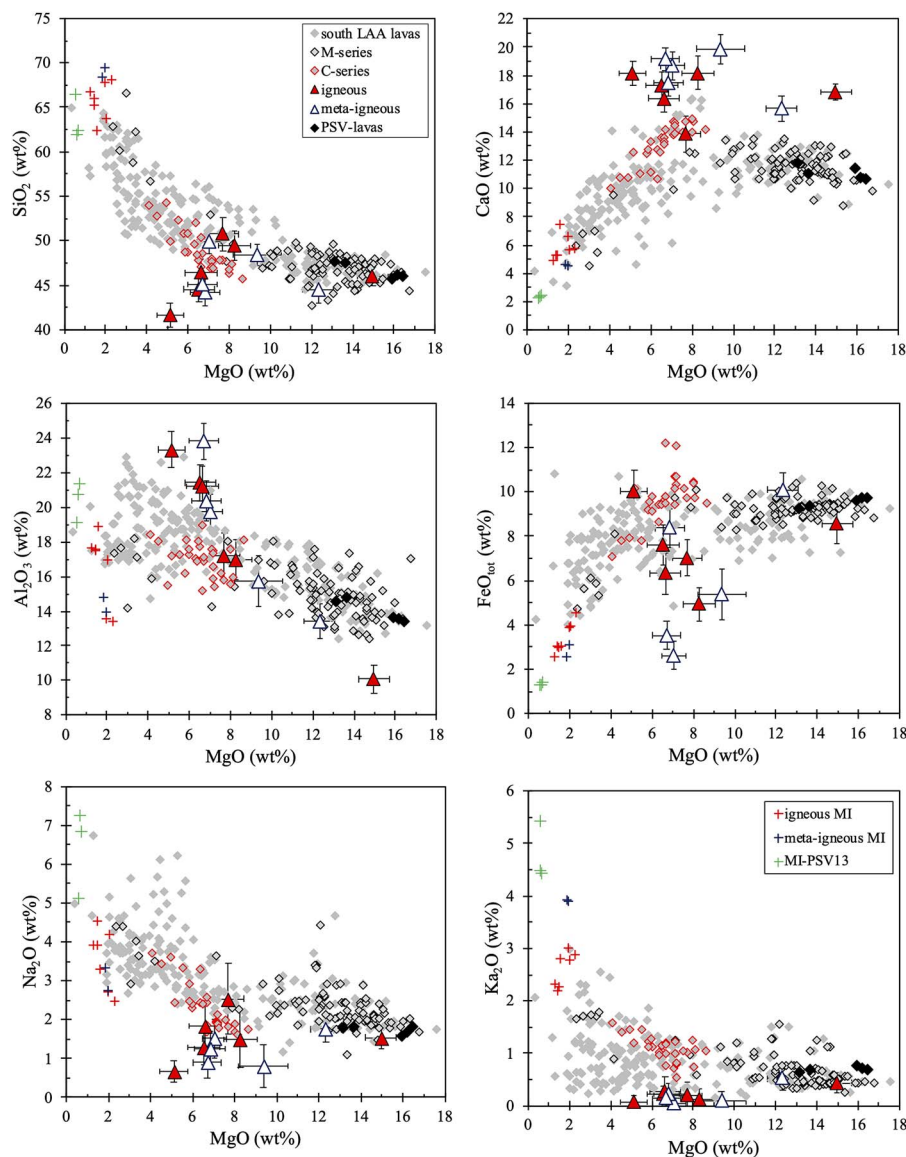 75
70
65
60
55
50
45
40
SiO2 (wt%)
0 2 4 6 8 10 12 14 16 18
MgO (wt%)
south LAA lavas
M-series
C-series
igneous
meta-igneous
PSV-lavas
22
20
18
16
14
12
10
8
6
4
2
0
CaO (wt%)
0 2 4 6 8 10 12 14 16 18
MgO (wt%)
26
24
22
20
18
16
14
12
10
8
Al2O3 (wt%)
0 2 4 6 8 10 12 14 16 18
MgO (wt%)
14
12
10
8
6
4
2
0
FeOtot (wt%)
0 2 4 6 8 10 12 14 16 18
MgO (wt%)
8
7
6
5
4
3
2
1
0
Na2O (wt%)
0 2 4 6 8 10 12 14 16 18
MgO (wt%)
6
5
4
3
2
1
0
Ka2O (wt%)
0 2 4 6 8 10 12 14 16 18
MgO (wt%)
igneous MI
meta-igneous MI
MI-PSV13